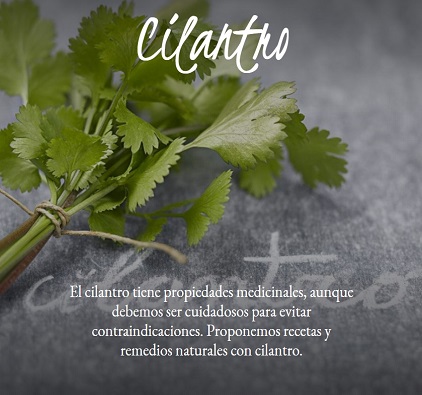 Cilantro
cilantro
El cilantro tiene propiedades medicinales, aunque
debemos ser cuidadosos para evitar
contraindicaciones. Proponemos recetas y
remedios naturales con cilantro.